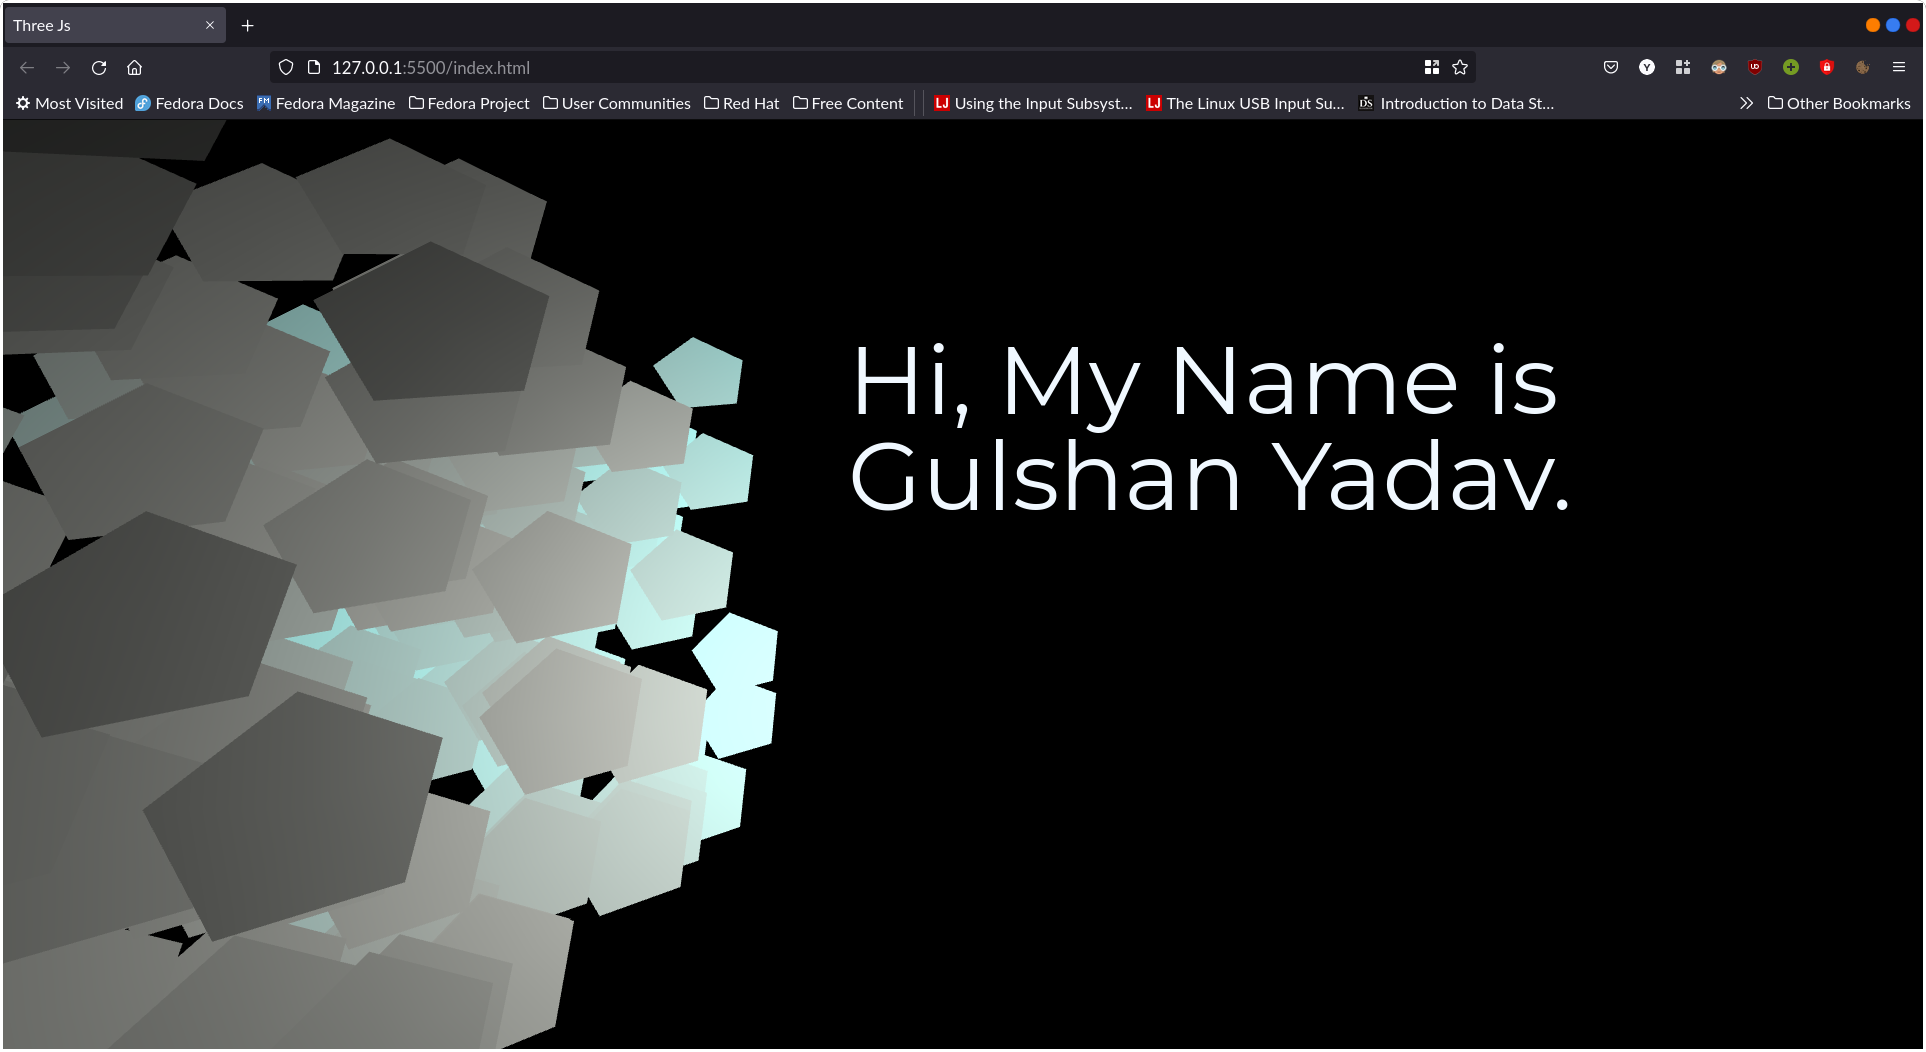 Three Js
127.0.0.1:5500/index.html
Most Visited Fedora Docs Fedora Magazine Fedora Project User Communities Red Hat Free Content Using the Input Subsyst... The Linux USB Input Su... Introduction to Data St... Other Bookmarks
Hi, My Name is
Gulshan Yadav.